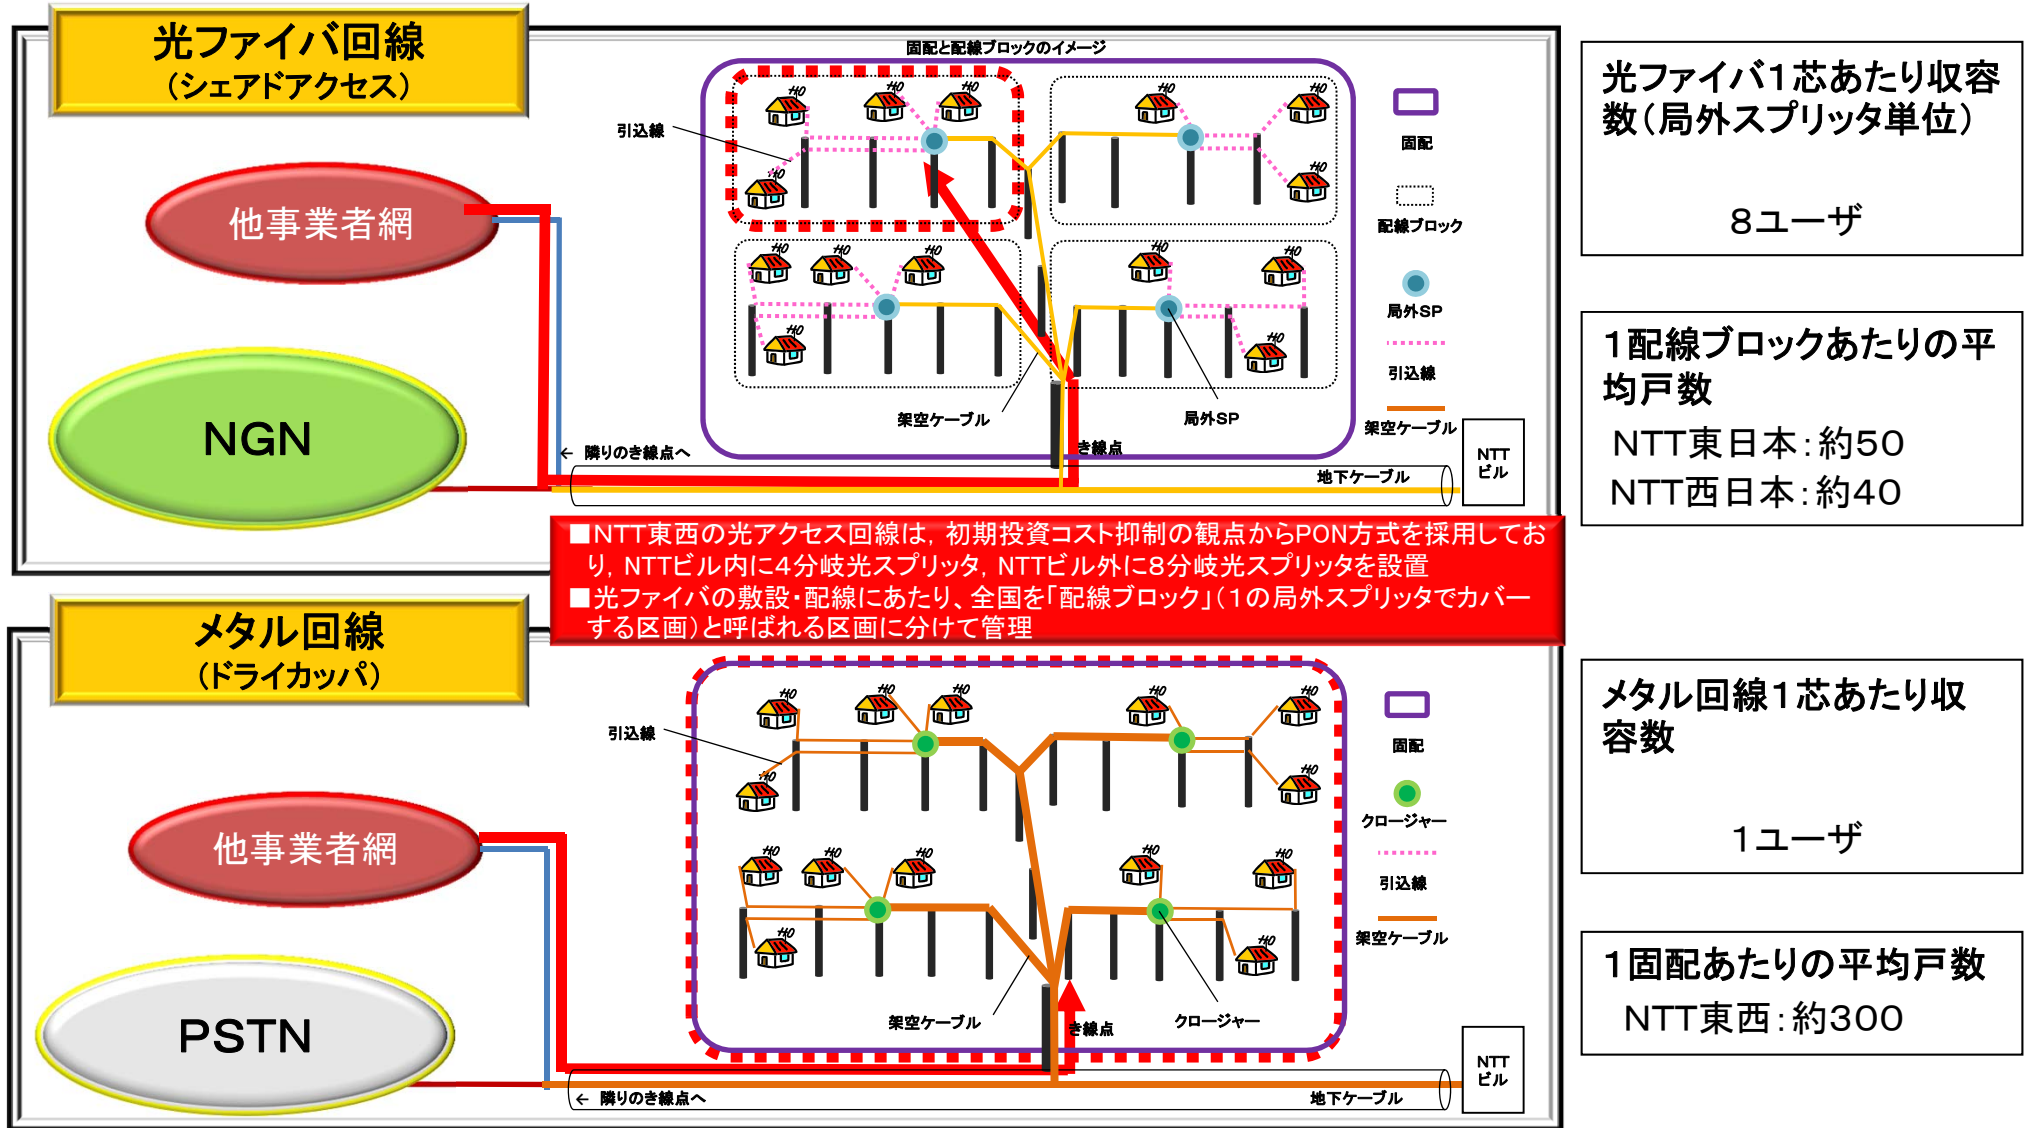 光ファイバ回線
（シェアドアクセス）
固配と配線ブロックのイメージ
他事業者網
NGN
引込線
架空ケーブル
局外SP
き線点
← 隣りのき線点へ
地下ケーブル
NTT
ビル
固配
配線ブロック
局外SP
引込線
架空ケーブル
光ファイバ１芯あたり収容
数（局外スプリッタ単位）
８ユーザ
１配線ブロックあたりの平
均戸数
NTT東日本：約50
NTT西日本：約40
■NTT東西の光アクセス回線は，初期投資コスト抑制の観点からPON方式を採用してお
り，NTTビル内に４分岐光スプリッタ，NTTビル外に８分岐光スプリッタを設置
■光ファイバの敷設・配線にあたり、全国を「配線ブロック」（１の局外スプリッタでカバー
する区画）と呼ばれる区画に分けて管理
メタル回線
（ドライカッパ）
他事業者網
PSTN
引込線
架空ケーブル
クロージャー
き線点
← 隣りのき線点へ
地下ケーブル
NTT
ビル
固配
クロージャー
引込線
架空ケーブル
メタル回線１芯あたり収
容数
１ユーザ
１固配あたりの平均戸数
NTT東西：約300